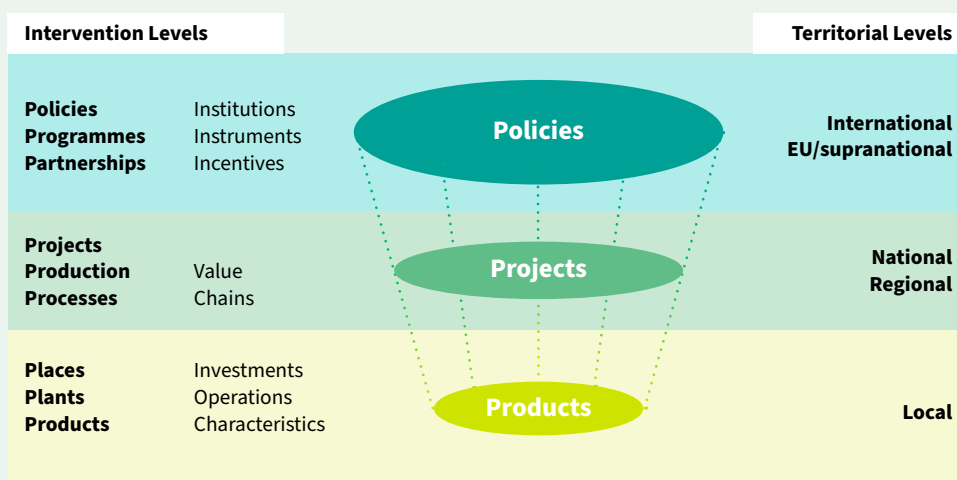 Intervention Levels
Territorial Levels
Policies Institutions
Programmes Instruments
Partnerships Incentives
Policies
International
EU/supranational
Projects
Production Value
Processes Chains
Projects
National
Regional
Places Investments
Plants Operations
Products Characteristics
Products
Local